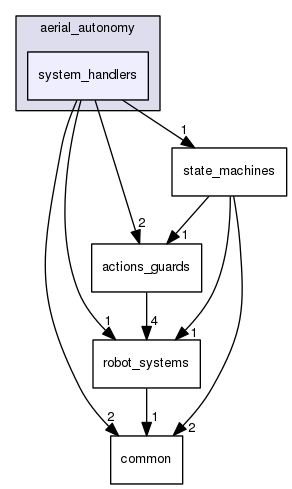 aerial_autonomy
system_handlers
1
state_machines
2
1
actions_guards
1
4
1
robot_systems
2
1
2
common